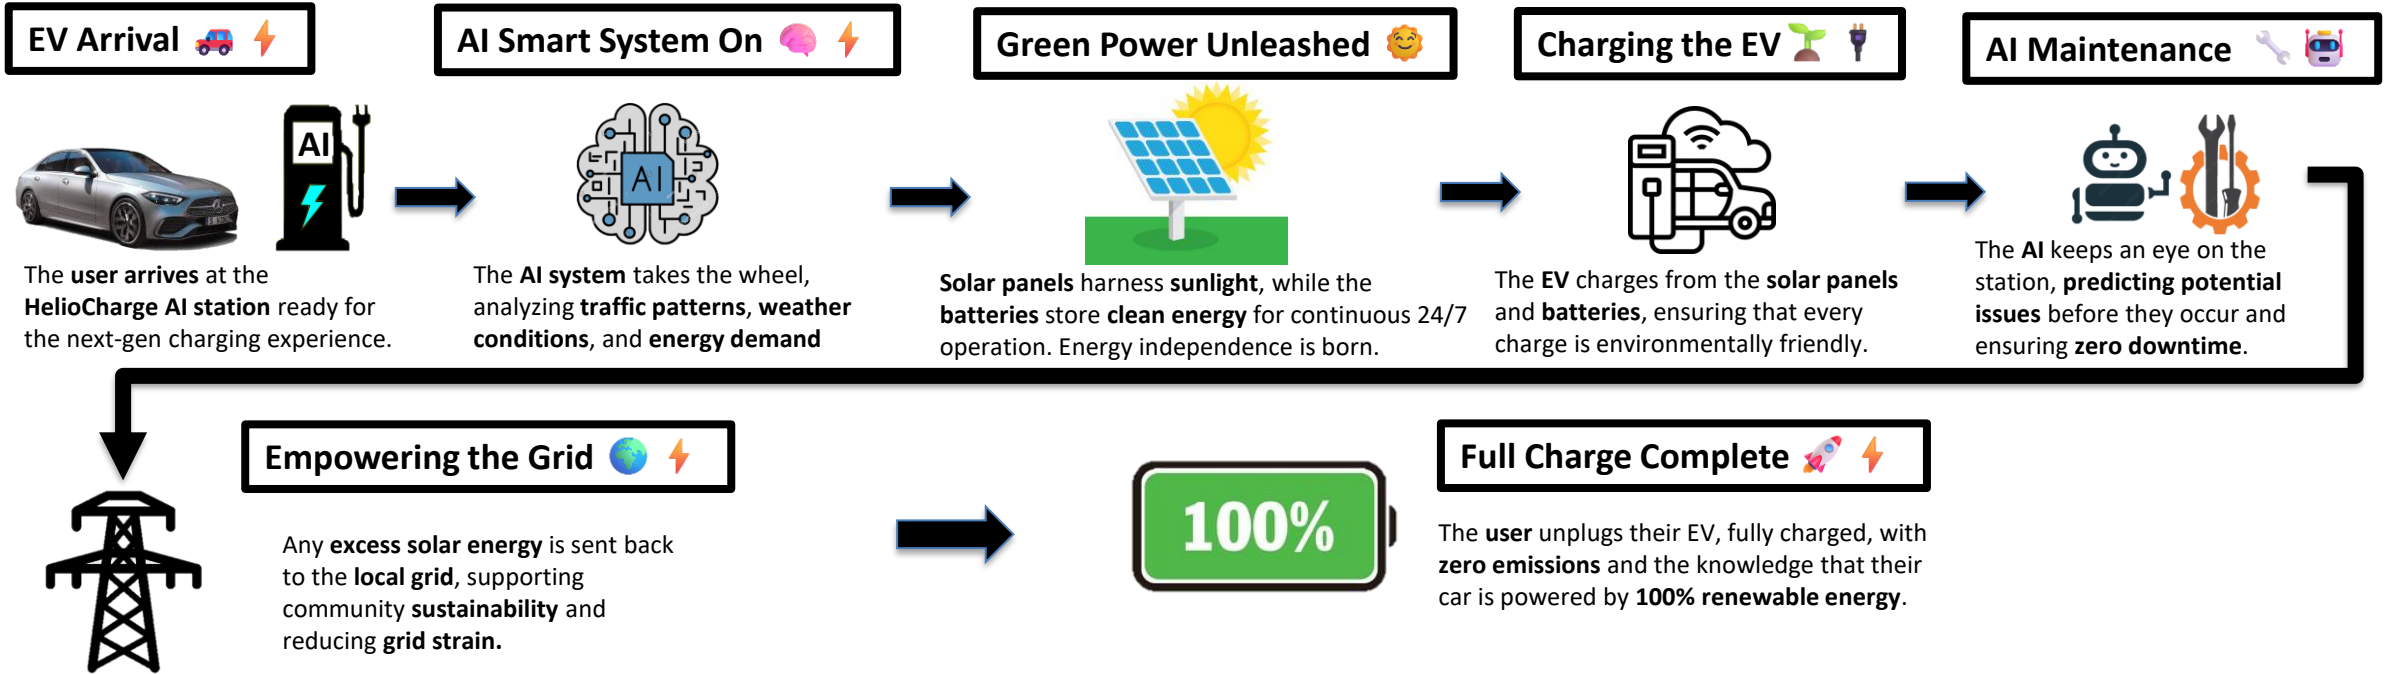 EV Arrival
AI Smart System On
Green Power Unleashed
Charging the EV
AI Maintenance
AI
AI
The user arrives at the
HelioCharge AI station ready for
the next-gen charging experience.
The AI system takes the wheel,
analyzing traffic patterns, weather
conditions, and energy demand
Solar panels harness sunlight, while the
batteries store clean energy for continuous 24/7
operation. Energy independence is born.
The EV charges from the solar panels
and batteries, ensuring that every
charge is environmentally friendly.
The AI keeps an eye on the
station, predicting potential
issues before they occur and
ensuring zero downtime.
Empowering the Grid
Any excess solar energy is sent back
to the local grid, supporting
community sustainability and
reducing grid strain.
100%
Full Charge Complete
The user unplugs their EV, fully charged, with
zero emissions and the knowledge that their
car is powered by 100% renewable energy.